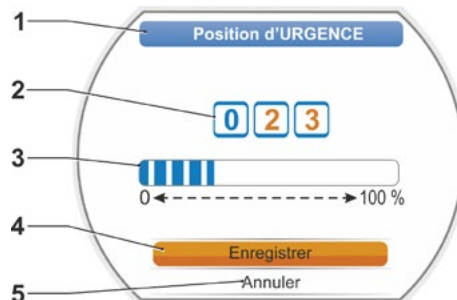 1
Position d'URGENCE
2
0 2 3
3
0 100 %
4
Enregistrer
5
Annuler